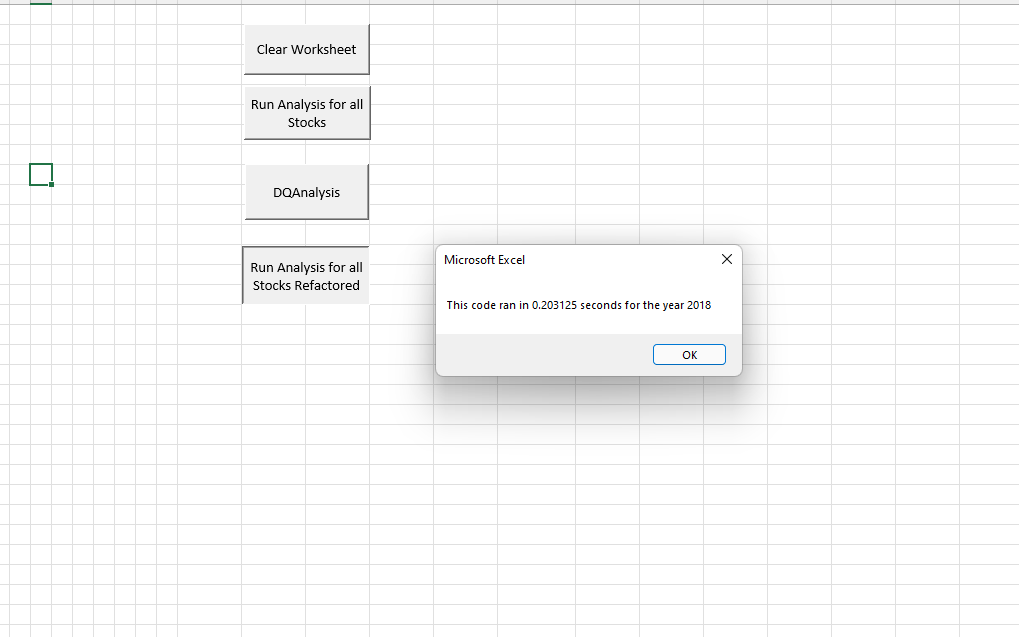 Clear Worksheet
Run Analysis for all
Stocks
DQAnalysis
Run Analysis for all
Stocks Refactored
Microsoft Excel
This code ran in 0.203125 seconds for the year 2018
OK